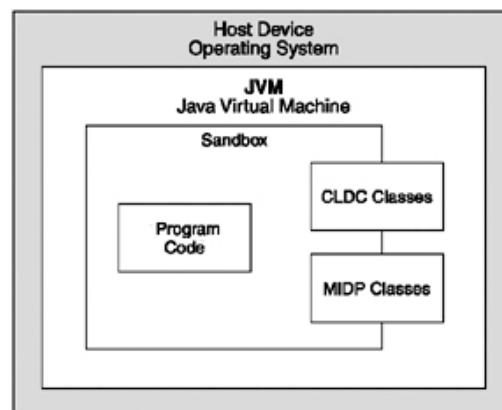 Host Device
Operating System
JVM
Java Virtual Machine
Sandbox
CLDC Classes
Program
Code
MIDP Classes